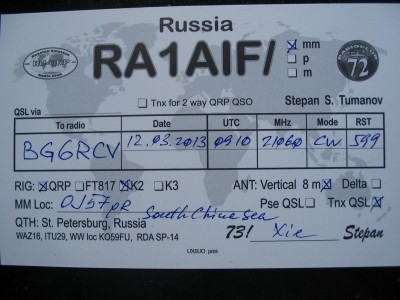 Russia
RA1AIF/ mm
p
m
72
QSL via
Tnx for 2 way QRP QSO Stepan S. Tumanov
To radio Date UTC MHz Mode RST
BG6RCV 12.03.2013 0910 21060 CW 599
RIG: QRP FT817 K2 K3 ANT: Vertical 8 m Delta
MM Loc: OJ57pR South China sea Pse QSL Tnx QSL
QTH: St. Petersburg, Russia
WAZ16, ITU29, WW loc KO59FU, RDA SP-14 73! Xie Stepan
UX5UO print